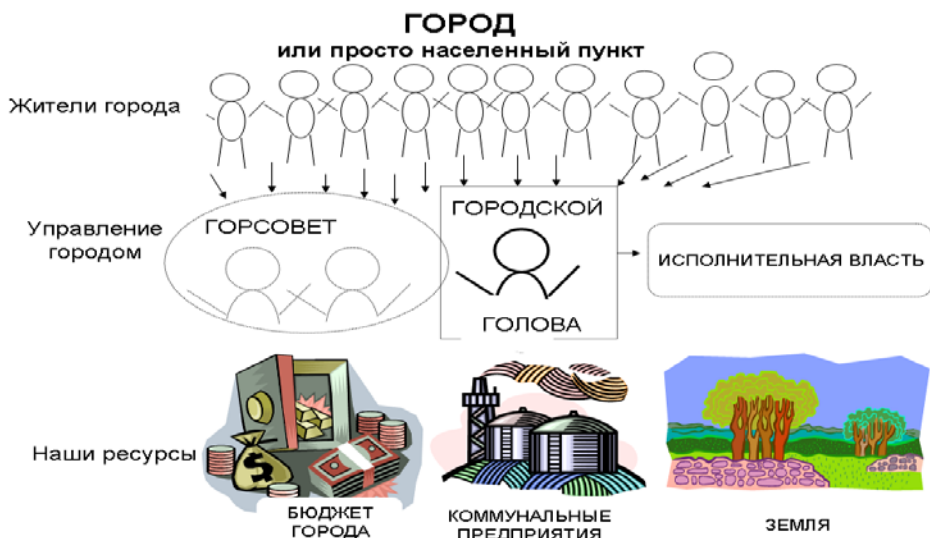 ГОРОД
или просто населенный пункт
Жители города
Управление
городом
ГОРСОВЕТ
ГОРОДСКОЙ
ГОЛОВА
ИСПОЛНИТЕЛЬНАЯ ВЛАСТЬ
Наши ресурсы
$
БЮДЖЕТ
ГОРОДА
КОММУНАЛЬНЫЕ
ПРЕДПРИЯТИЯ
ЗЕМЛЯ